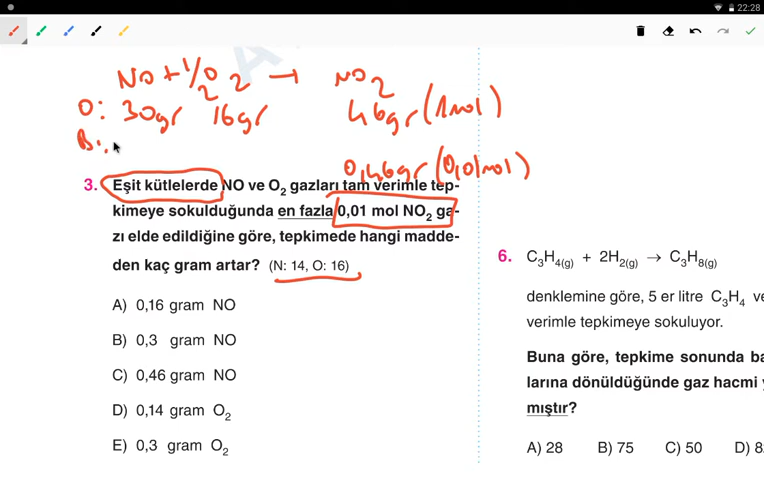 22:28
NO + 1/2 O2 → NO2
O: 30gr 16gr 46gr (1mol)
B:
0,46gr (0,01mol)
3. Eşit kütlelerde NO ve O2 gazları tam verimle tep-
kimeye sokulduğunda en fazla 0,01 mol NO2 ga-
zı elde edildiğine göre, tepkimede hangi madde-
den kaç gram artar? (N: 14, O: 16)
A) 0,16 gram NO
B) 0,3 gram NO
C) 0,46 gram NO
D) 0,14 gram O2
E) 0,3 gram O2
6. C3H4(g) + 2H2(g) → C3H8(g)
denklemine göre, 5 er litre C3H4 ve
verimle tepkimeye sokuluyor.
Buna göre, tepkime sonunda ba
larına dönüldüğünde gaz hacmi
mıştır?
A) 28 B) 75 C) 50 D) 8